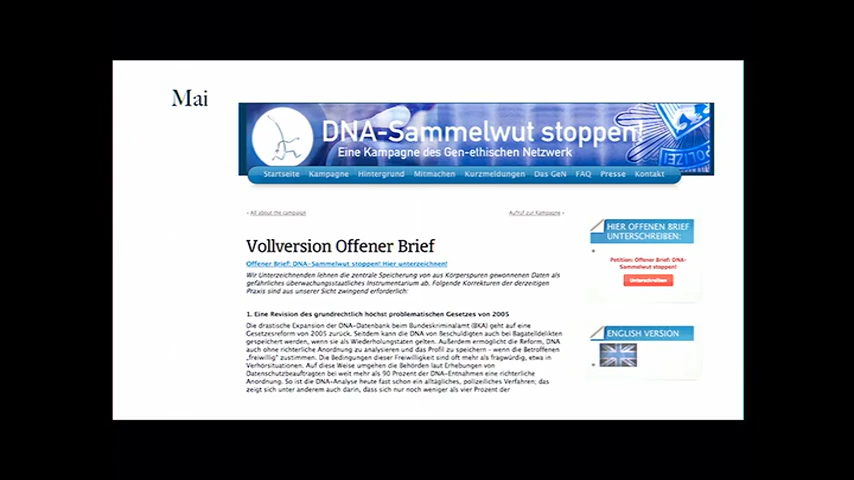 Mai
DNA-Sammelwut stoppen!
Eine Kampagne des Gen-ethischen Netzwerk
POLIZEI
Startseite Kampagne Hintergrund Mitmachen Kurzmeldungen Das GeN FAQ Presse Kontakt
« All about the campaign
Aufruf zur Kampagne »
Vollversion Offener Brief
Offener Brief: DNA-Sammelwut stoppen! Hier unterzeichnen!
Wir Unterzeichnenden lehnen die zentrale Speicherung von aus Körperspuren gewonnenen Daten als
gefährliches überwachungsstaatliches Instrumentarium ab. Folgende Korrekturen der derzeitigen
Praxis sind aus unserer Sicht zwingend erforderlich:
1. Eine Revision des grundrechtlich höchst problematischen Gesetzes von 2005
Die drastische Expansion der DNA-Datenbank beim Bundeskriminalamt (BKA) geht auf eine
Gesetzesreform von 2005 zurück. Seitdem kann die DNA von Beschuldigten auch bei Bagatelldelikten
gespeichert werden, wenn sie als Wiederholungstaten gelten. Außerdem ermöglicht die Reform, DNA
auch ohne richterliche Anordnung zu analysieren und das Profil zu speichern – wenn die Betroffenen
„freiwillig" zustimmen. Die Bedingungen dieser Freiwilligkeit sind oft mehr als fragwürdig, etwa in
Verhörsituationen. Auf diese Weise umgehen die Behörden laut Erhebungen von
Datenschutzbeauftragten bei weit mehr als 90 Prozent der DNA-Entnahmen eine richterliche
Anordnung. So ist die DNA-Analyse heute fast schon ein alltägliches, polizeiliches Verfahren; das
zeigt sich unter anderem auch darin, dass sich nur noch weniger als vier Prozent der
HIER OFFENEN BRIEF
UNTERSCHREIBEN:
Petition: Offener Brief: DNA-
Sammelwut stoppen!
Unterschreiben
ENGLISH VERSION